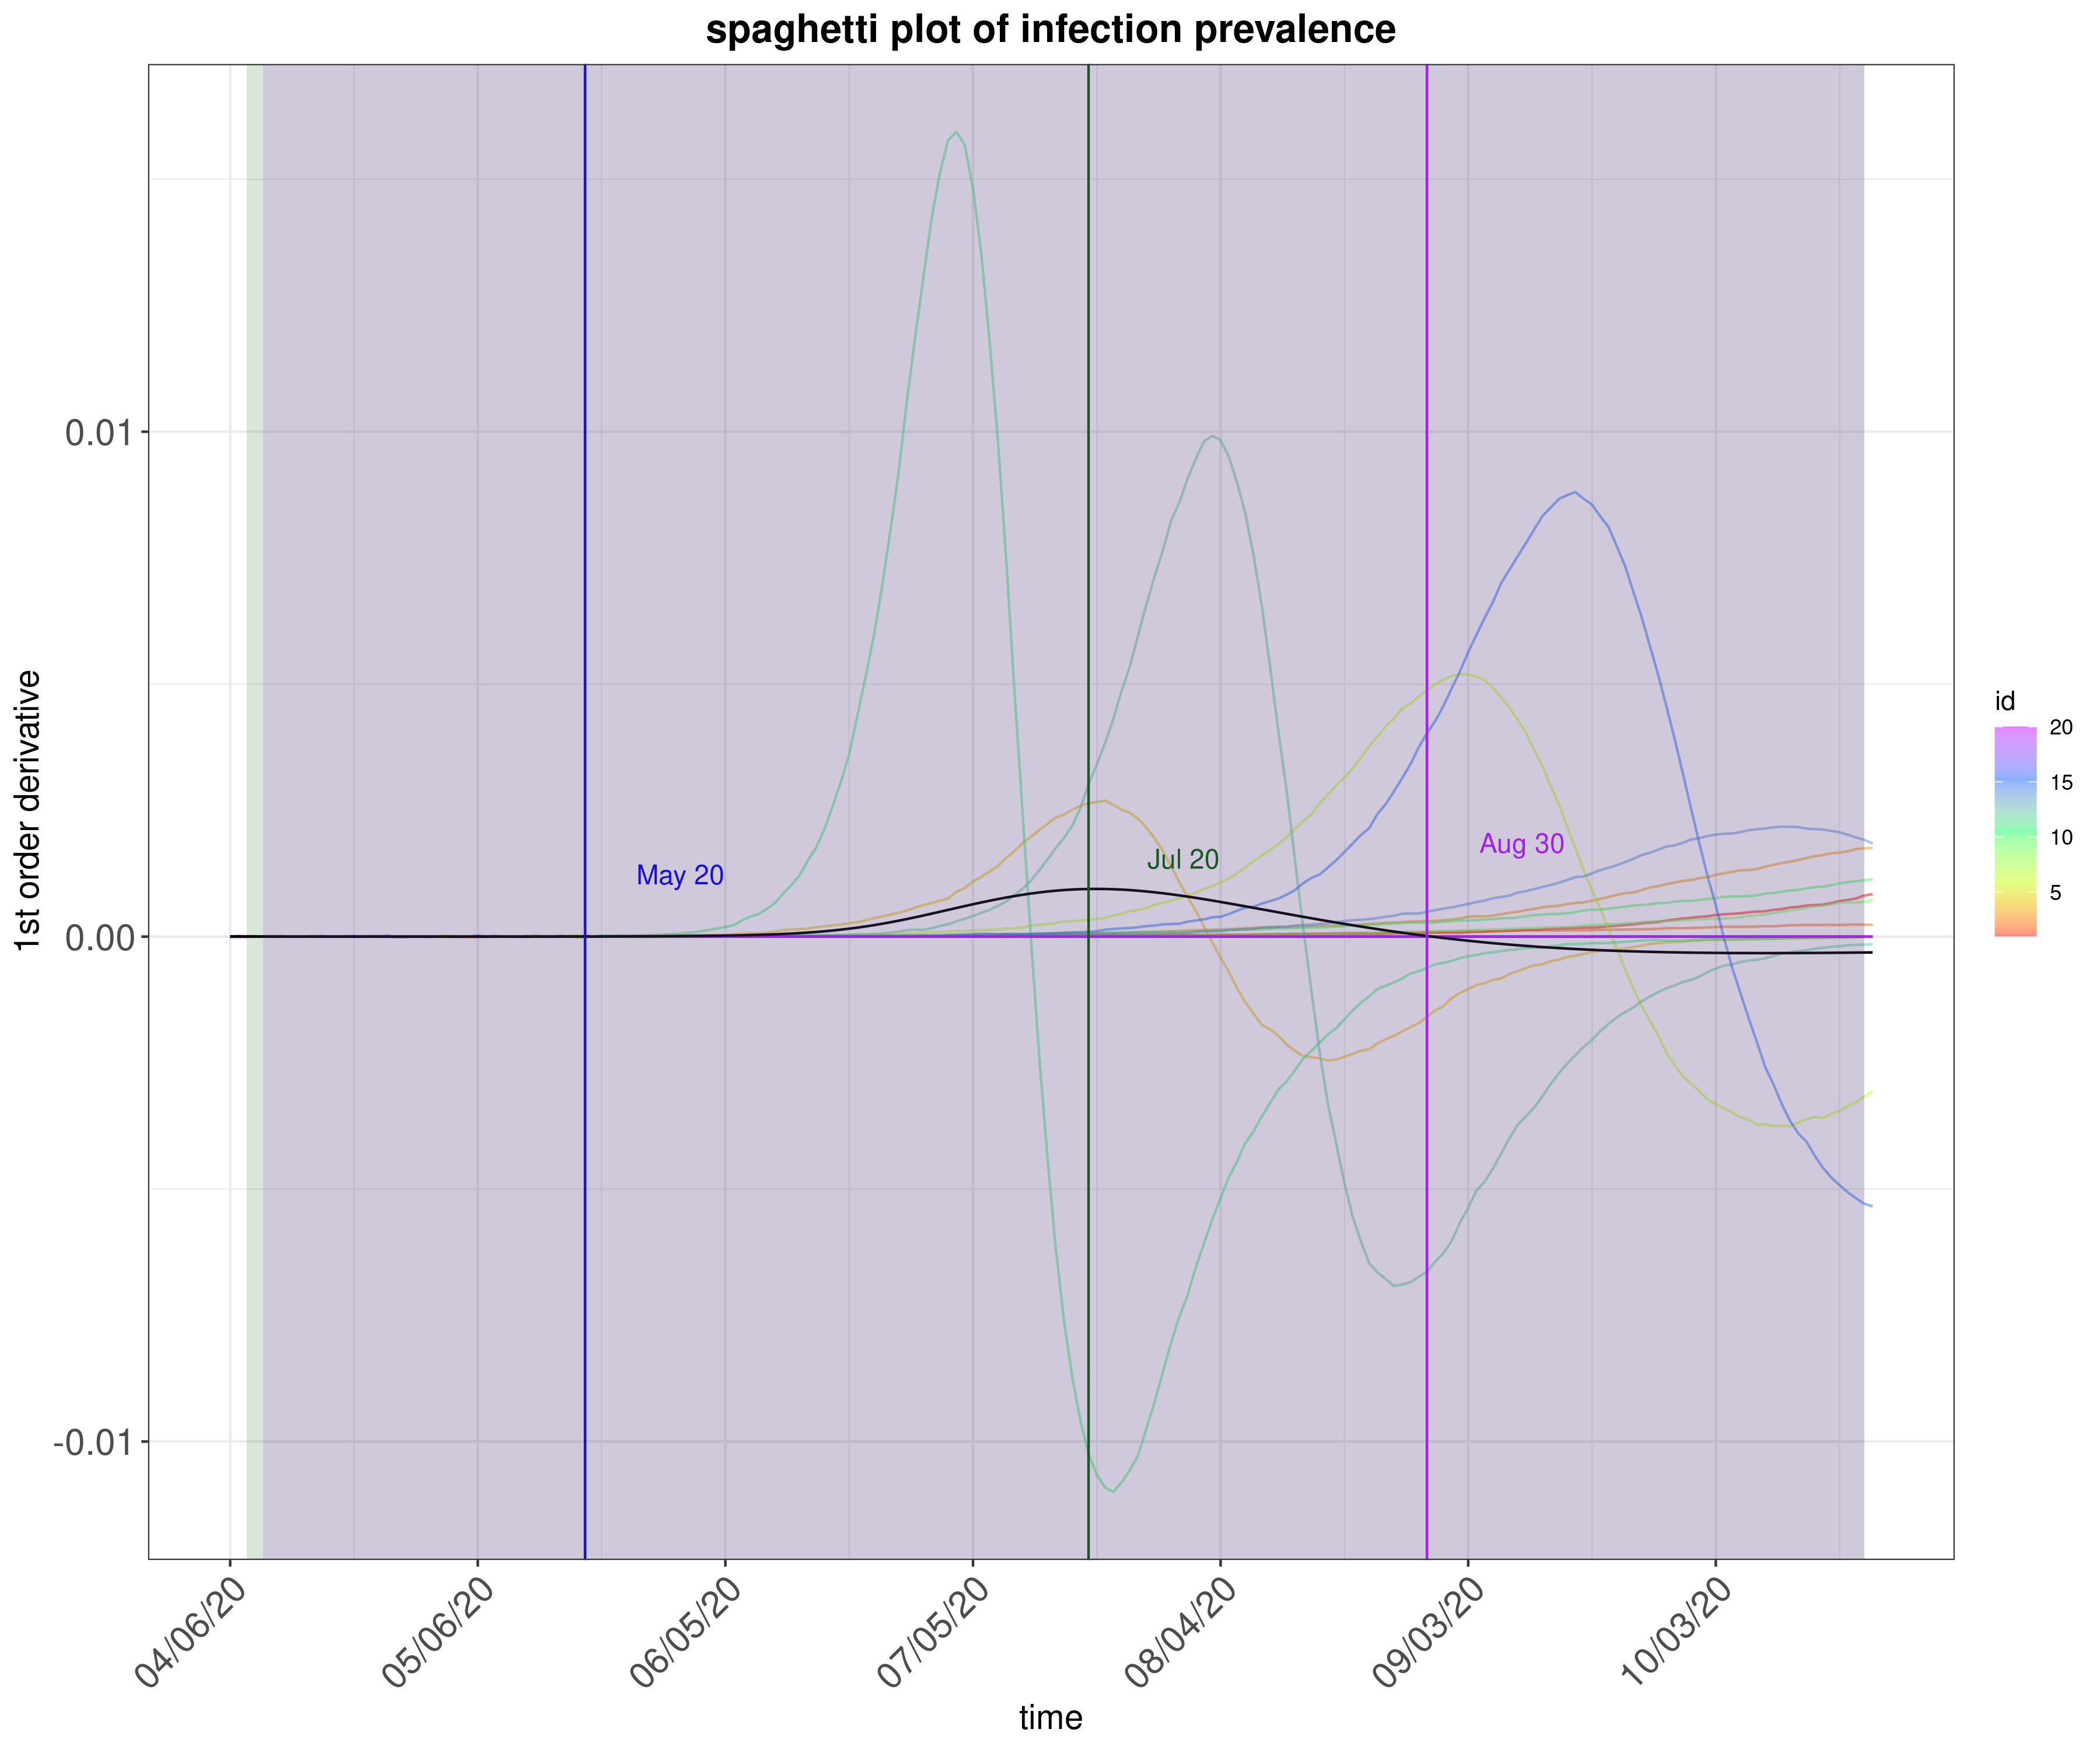 spaghetti plot of infection prevalence
1st order derivative
0.01
0.00
-0.01
May 20
Jul 20
Aug 30
04/06/20
05/06/20
06/05/20
07/05/20
08/04/20
09/03/20
10/03/20
time
id
20
15
10
5